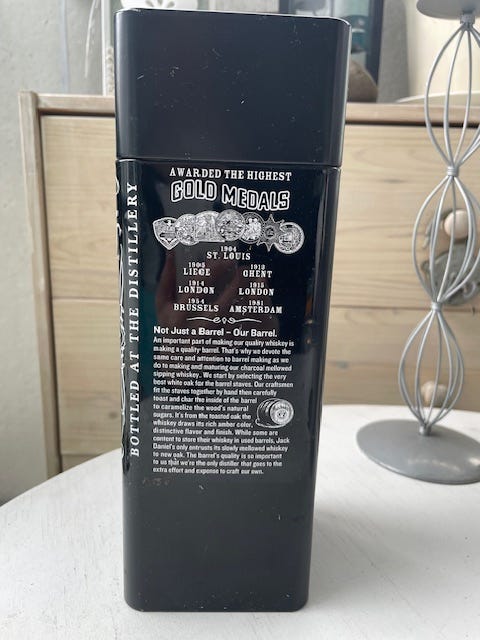 AWARDED THE HIGHEST
GOLD MEDALS
1904
ST. LOUIS
1905
LIEGE
1913
GHENT
1914
LONDON
1915
LONDON
1954
BRUSSELS
1981
AMSTERDAM
Not Just a Barrel – Our Barrel.
An important part of making our quality whiskey is
making a quality barrel. That's why we devote the
same care and attention to barrel making as we
do to making and maturing our charcoal mellowed
sipping whiskey. We start by selecting the very
best white oak for the barrel staves. Our craftsmen
fit the staves together by hand then carefully
toast and char the inside of the barrel
to caramelize the wood's natural
sugars. It's from the toasted oak the
whiskey draws its rich amber color,
distinctive flavor and finish. While some are
content to store their whiskey in used barrels, Jack
Daniel's only entrusts its slowly mellowed whiskey
to new oak. The barrel's quality is so important
to us that we're the only distiller that goes to the
extra effort and expense to craft our own.
BOTTLED AT THE DISTILLERY